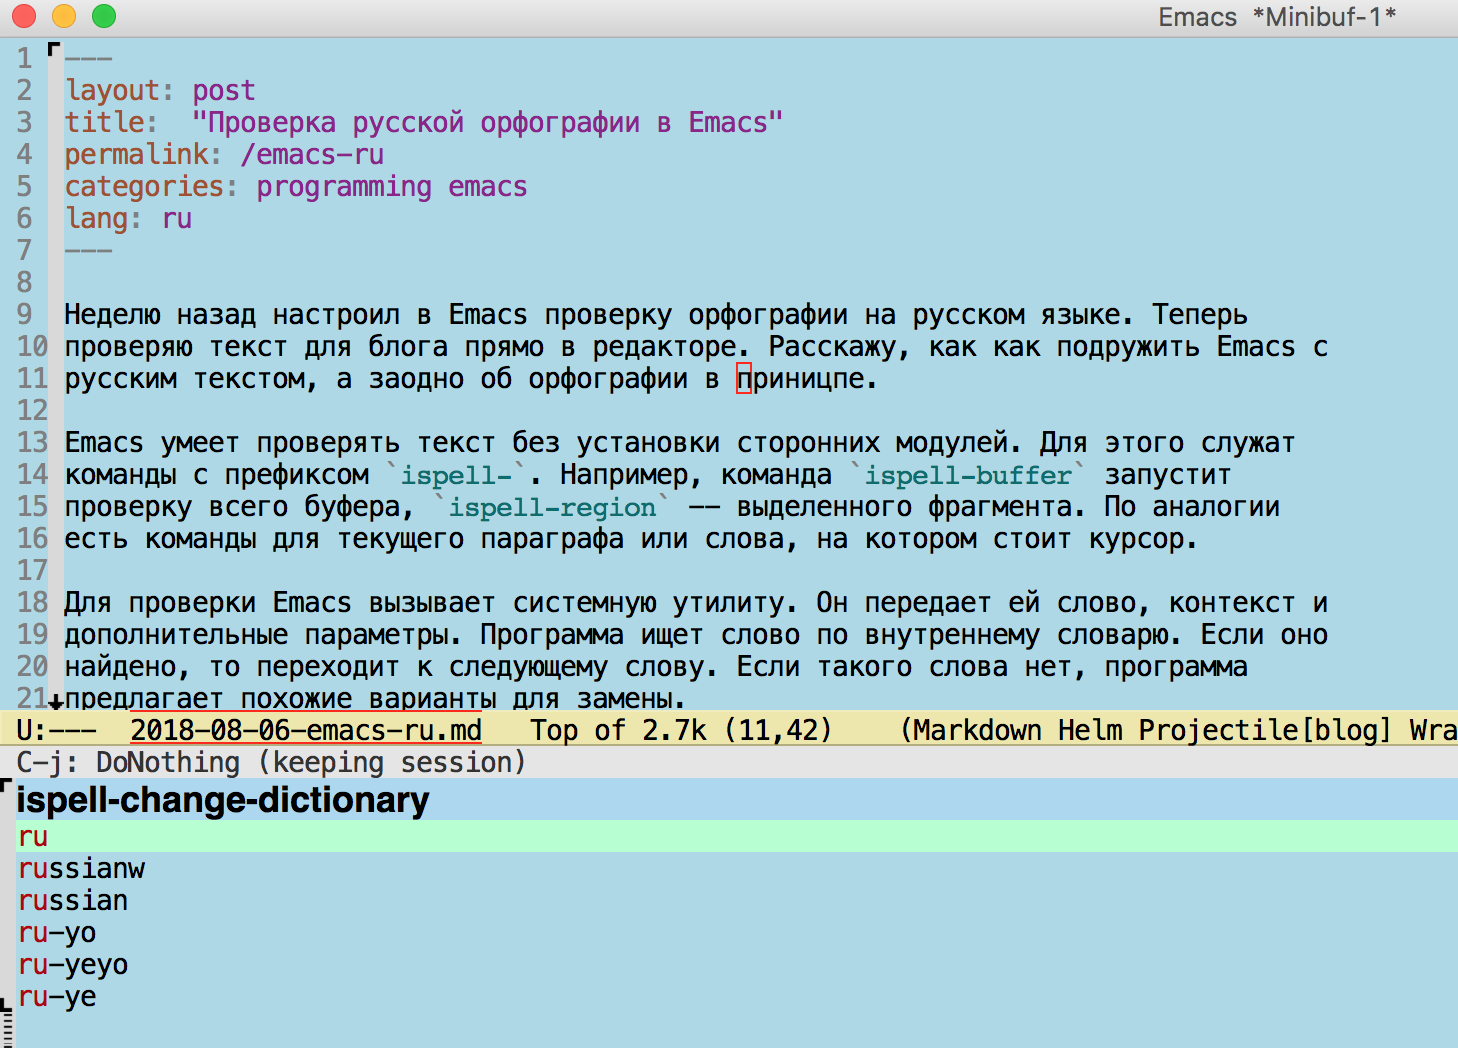 Emacs *Minibuf-1*
1 ---
2 layout: post
3 title:  "Проверка русской орфографии в Emacs"
4 permalink: /emacs-ru
5 categories: programming emacs
6 lang: ru
7 ---
8
9 Неделю назад настроил в Emacs проверку орфографии на русском языке. Теперь
10 проверяю текст для блога прямо в редакторе. Расскажу, как как подружить Emacs с
11 русским текстом, а заодно об орфографии в приницпе.
12
13 Emacs умеет проверять текст без установки сторонних модулей. Для этого служат
14 команды с префиксом `ispell-`. Например, команда `ispell-buffer` запустит
15 проверку всего буфера, `ispell-region` -- выделенного фрагмента. По аналогии
16 есть команды для текущего параграфа или слова, на котором стоит курсор.
17
18 Для проверки Emacs вызывает системную утилиту. Он передает ей слово, контекст и
19 дополнительные параметры. Программа ищет слово по внутреннему словарю. Если оно
20 найдено, то переходит к следующему слову. Если такого слова нет, программа
21 предлагает похожие варианты для замены.
U:---  2018-08-06-emacs-ru.md   Top of 2.7k (11,42)    (Markdown Helm Projectile[blog] Wra
C-j: DoNothing (keeping session)
ispell-change-dictionary
ru
russianw
russian
ru-yo
ru-yeyo
ru-ye